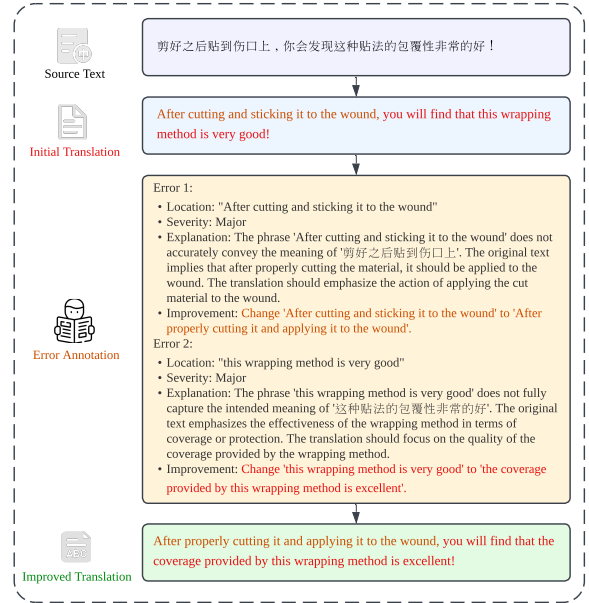 剪好之后贴到伤口上，你会发现这种贴法的包覆性非常的好！
Source Text
After cutting and sticking it to the wound, you will find that this wrapping
method is very good!
Initial Translation
Error 1:
• Location: "After cutting and sticking it to the wound"
• Severity: Major
• Explanation: The phrase 'After cutting and sticking it to the wound' does not
accurately convey the meaning of '剪好之后贴到伤口上'. The original text
implies that after properly cutting the material, it should be applied to the
wound. The translation should emphasize the action of applying the cut
material to the wound.
• Improvement: Change 'After cutting and sticking it to the wound' to 'After
properly cutting it and applying it to the wound'.
Error 2:
• Location: "this wrapping method is very good"
• Severity: Major
• Explanation: The phrase 'this wrapping method is very good' does not fully
capture the intended meaning of '这种贴法的包覆性非常的好'. The original
text emphasizes the effectiveness of the wrapping method in terms of
coverage or protection. The translation should focus on the quality of the
coverage provided by the wrapping method.
• Improvement: Change 'this wrapping method is very good' to 'the coverage
provided by this wrapping method is excellent'.
Error Annotation
After properly cutting it and applying it to the wound, you will find that the
coverage provided by this wrapping method is excellent!
Improved Translation